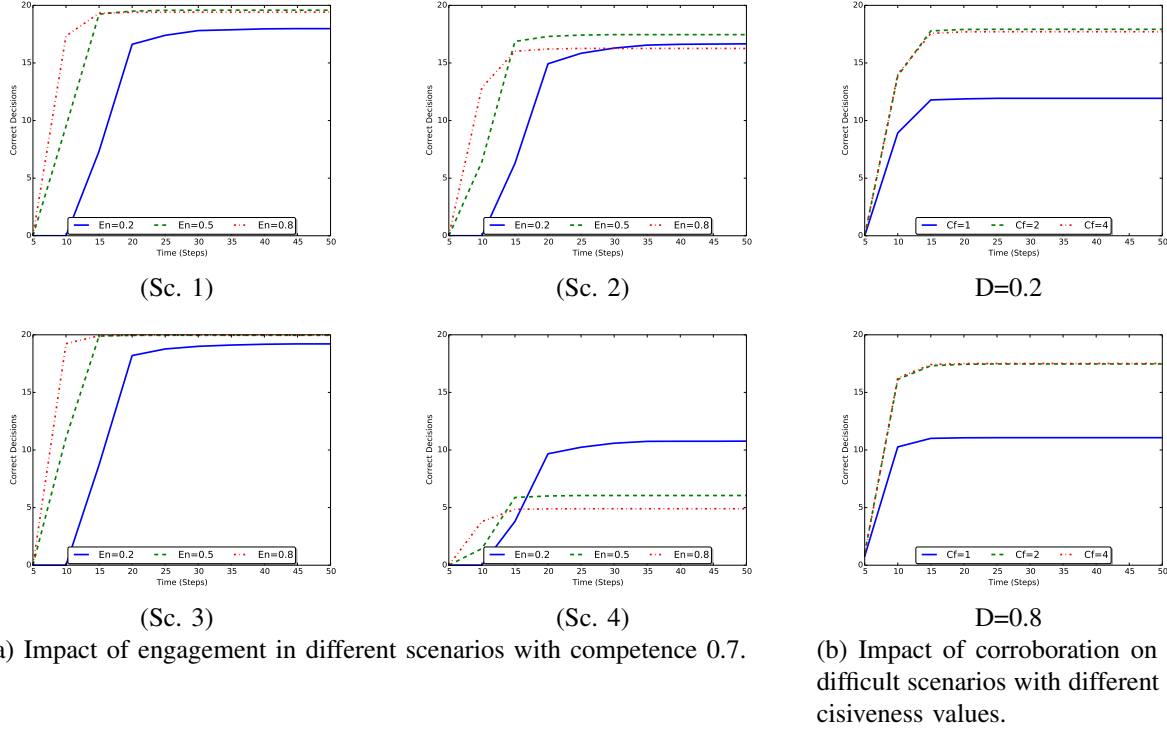 20
15
10
5
0
Correct Decisions
En=0.2 En=0.5 En=0.8
5 10 15 20 25 30 35 40 45 50
Time (Steps)
(Sc. 1)
20
15
10
5
0
Correct Decisions
En=0.2 En=0.5 En=0.8
5 10 15 20 25 30 35 40 45 50
Time (Steps)
(Sc. 2)
20
15
10
5
0
Correct Decisions
Cf=1 Cf=2 Cf=4
5 10 15 20 25 30 35 40 45 50
Time (Steps)
D=0.2
20
15
10
5
0
Correct Decisions
En=0.2 En=0.5 En=0.8
5 10 15 20 25 30 35 40 45 50
Time (Steps)
(Sc. 3)
20
15
10
5
0
Correct Decisions
En=0.2 En=0.5 En=0.8
5 10 15 20 25 30 35 40 45 50
Time (Steps)
(Sc. 4)
20
15
10
5
0
Correct Decisions
Cf=1 Cf=2 Cf=4
5 10 15 20 25 30 35 40 45 50
Time (Steps)
D=0.8
) Impact of engagement in different scenarios with competence 0.7.
(b) Impact of corroboration on
difficult scenarios with different
cisiveness values.